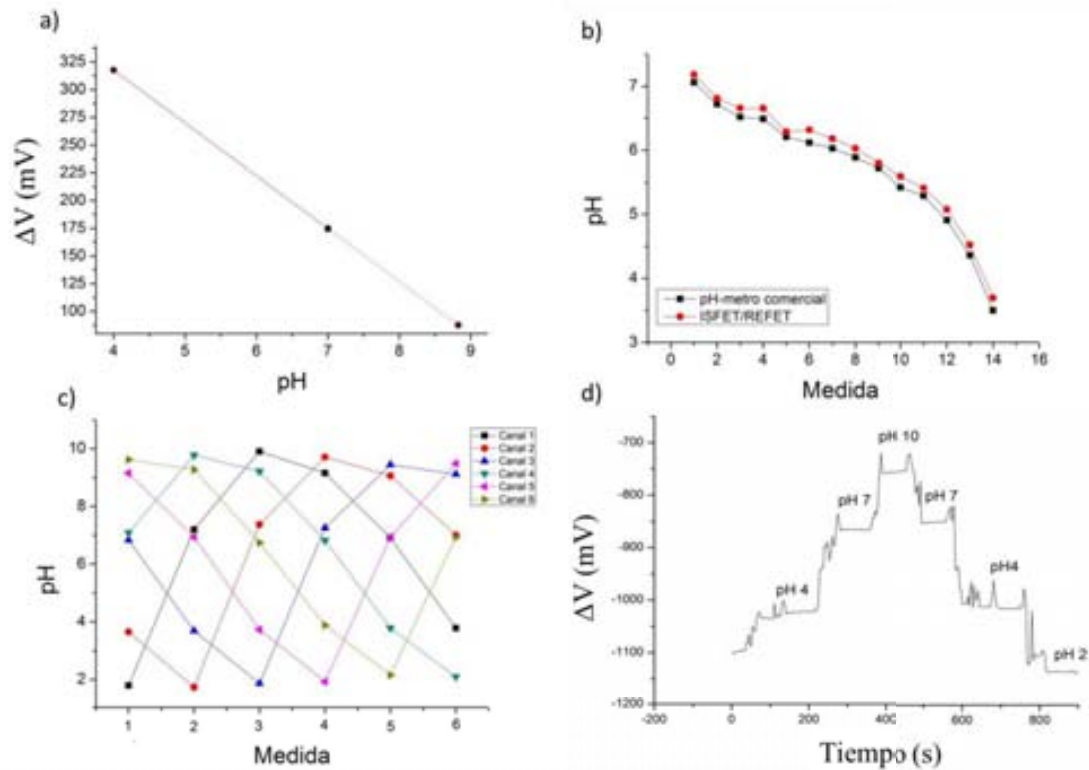 a)
325
300
275
250
225
200
175
150
125
100
ΔV (mV)
4 5 6 7 8 9
pH
b)
7
6
5
4
3
pH
pH-metro comercial
ISFET/REFET
0 2 4 6 8 10 12 14 16
Medida
c)
10
8
6
4
2
pH
Canal 1
Canal 2
Canal 3
Canal 4
Canal 5
Canal 6
1 2 3 4 5 6
Medida
d)
-700
-800
-900
-1000
-1100
-1200
ΔV (mV)
pH 10
pH 7
pH 7
pH 4
pH4
pH 2
-200 0 200 400 600 800
Tiempo (s)